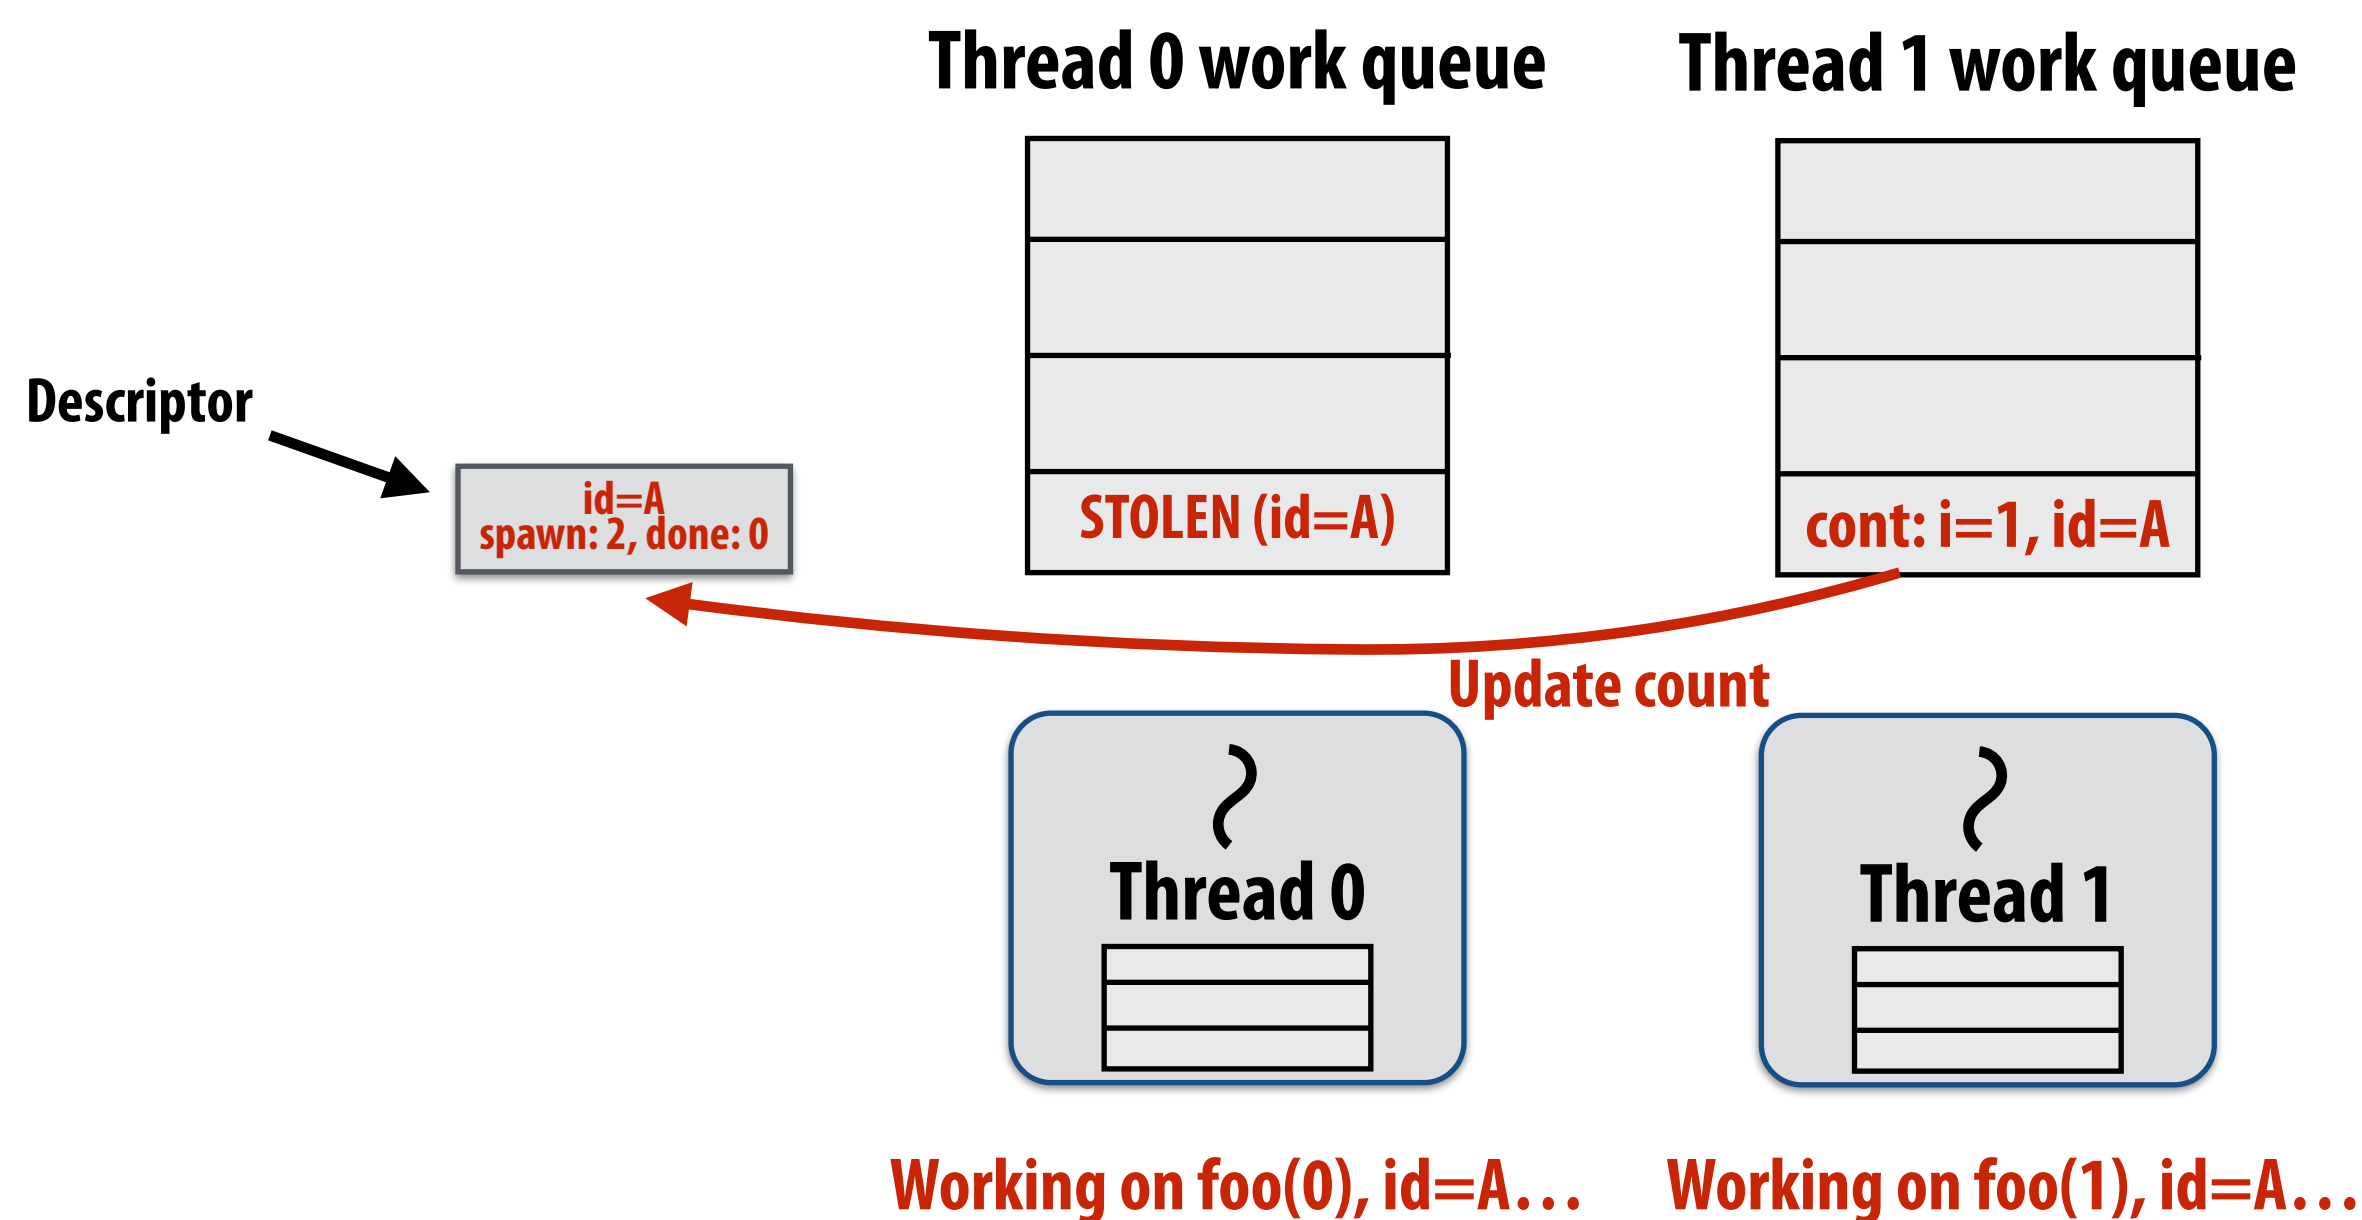 Thread 0 work queue
Thread 1 work queue
Descriptor
id=A
spawn: 2, done: 0
STOLEN (id=A)
cont: i=1, id=A
Update count
Thread 0
Thread 1
Working on foo(0), id=A…
Working on foo(1), id=A…